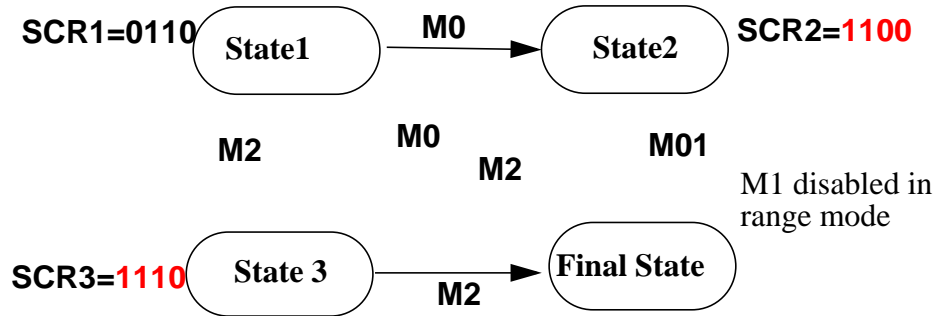 SCR1=0110
State1
M0
State2
SCR2=1100
M2
M0
M2
M01
M1 disabled in
range mode
SCR3=1110
State 3
M2
Final State